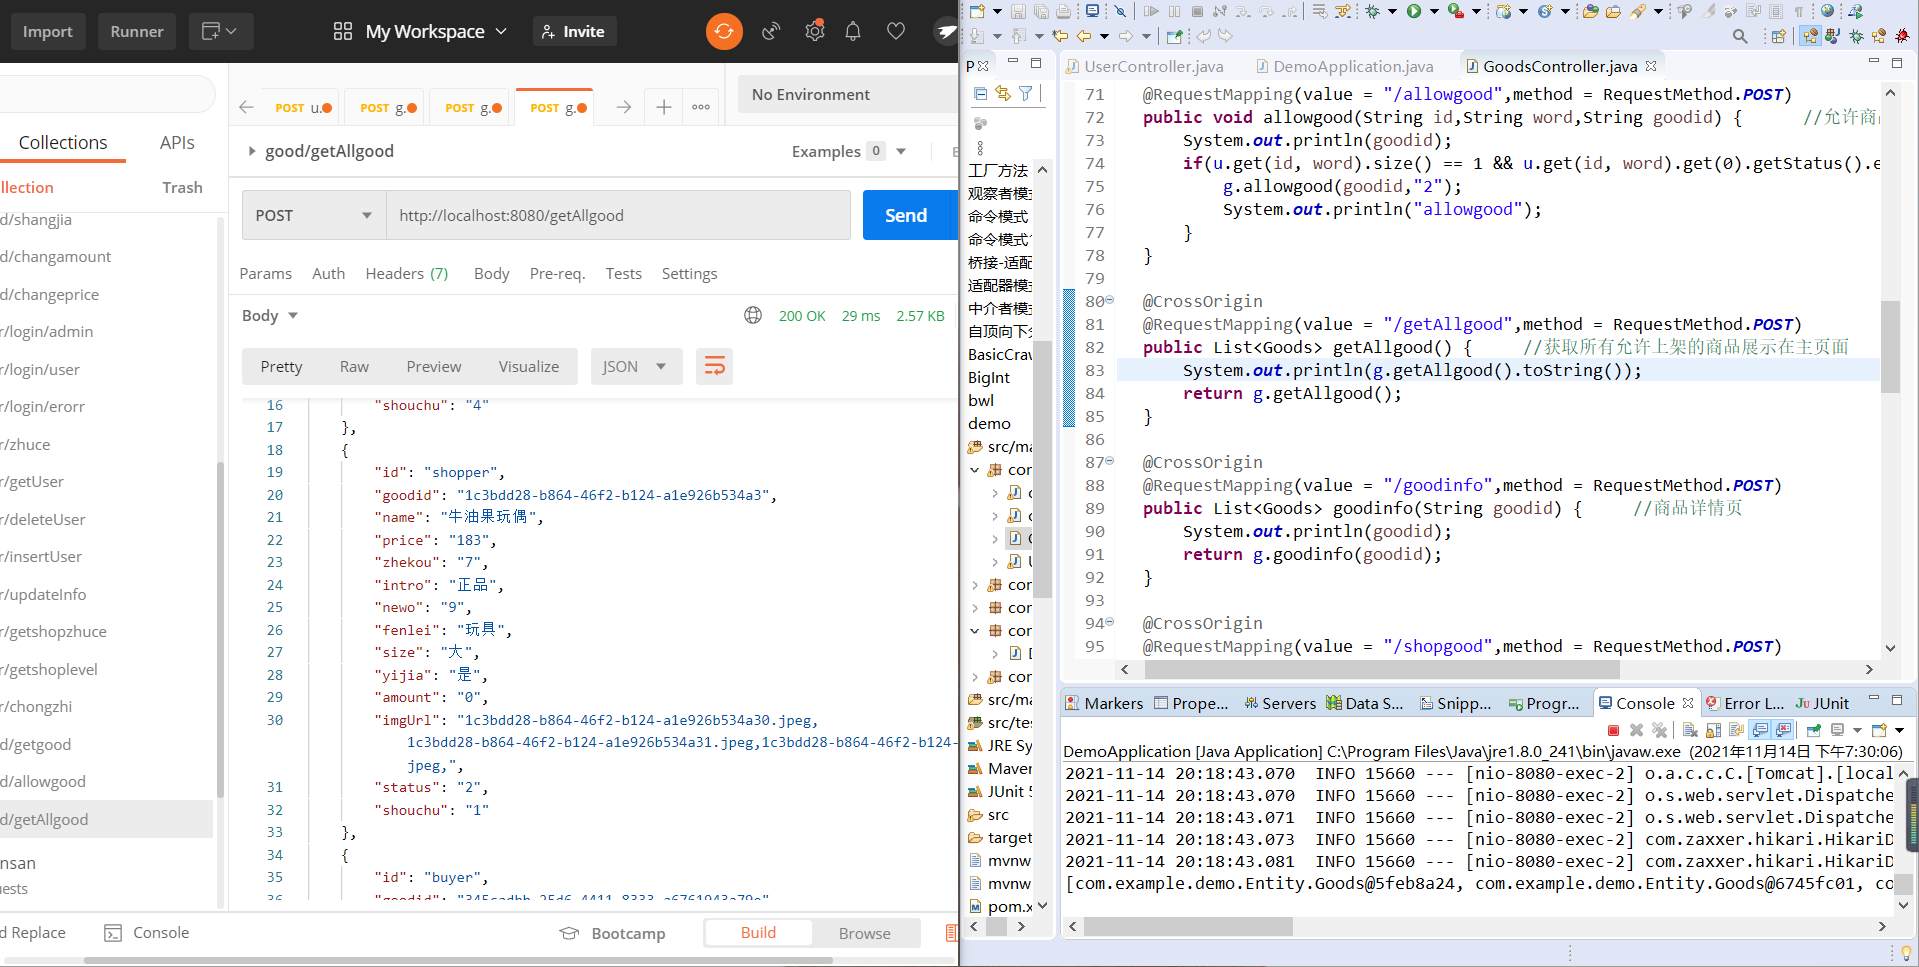 Import
Runner
My Workspace
Invite
POST u.
POST g.
POST g.
POST g.
No Environment
Collections
APIs
llection
Trash
d/shangjia
d/changamount
d/changeprice
r/login/admin
r/login/user
r/login/erorr
r/zhuce
r/getUser
r/deleteUser
r/insertUser
r/updateInfo
r/getshopzhuce
r/getshoplevel
r/chongzhi
d/getgood
d/allowgood
d/getAllgood
nsan
uests
good/getAllgood
Examples 0
POST
http://localhost:8080/getAllgood
Send
Params Auth Headers (7) Body Pre-req. Tests Settings
Body
200 OK 29 ms 2.57 KB
Pretty Raw Preview Visualize JSON
16 "shouchu": "4"
17 },
18 {
19 "id": "shopper",
20 "goodid": "1c3bdd28-b864-46f2-b124-a1e926b534a3",
21 "name": "牛油果玩偶",
22 "price": "183",
23 "zhekou": "7",
24 "intro": "正品",
25 "newo": "9",
26 "fenlei": "玩具",
27 "size": "大",
28 "yijia": "是",
29 "amount": "0",
30 "imgUrl": "1c3bdd28-b864-46f2-b124-a1e926b534a30.jpeg,
1c3bdd28-b864-46f2-b124-a1e926b534a31.jpeg,1c3bdd28-b864-46f2-b124-
jpeg,",
31 "status": "2",
32 "shouchu": "1"
33 },
34 {
35 "id": "buyer",
d Replace
Console
Bootcamp
Build
Browse
P
工厂方法
观察者模
命令模式
命令模式
桥接-适配
适配器模
中介者模
自顶向下
BasicCra
BigInt
bwl
demo
src/ma
cor
cor
cor
cor
cor
src/ma
src/te
JRE Sy
Maver
JUnit
src
target
mvnw
mvnw
pom.x
UserController.java
DemoApplication.java
GoodsController.java
71 @RequestMapping(value = "/allowgood",method = RequestMethod.POST)
72 public void allowgood(String id,String word,String goodid) { //允许商
73 System.out.println(goodid);
74 if(u.get(id, word).size() == 1 && u.get(id, word).get(0).getStatus().e
75 g.allowgood(goodid,"2");
76 System.out.println("allowgood");
77 }
78 }
79
80 @CrossOrigin
81 @RequestMapping(value = "/getAllgood",method = RequestMethod.POST)
82 public List<Goods> getAllgood() { //获取所有允许上架的商品展示在主页面
83 System.out.println(g.getAllgood().toString());
84 return g.getAllgood();
85 }
86
87 @CrossOrigin
88 @RequestMapping(value = "/goodinfo",method = RequestMethod.POST)
89 public List<Goods> goodinfo(String goodid) { //商品详情页
90 System.out.println(goodid);
91 return g.goodinfo(goodid);
92 }
93
94 @CrossOrigin
95 @RequestMapping(value = "/shopgood",method = RequestMethod.POST)
Markers Prope... Servers Data S... Snipp... Progr... Console Error L... JUnit
DemoApplication [Java Application] C:\Program Files\Java\jre1.8.0_241\bin\javaw.exe (2021年11月14日 下午7:30:06)
2021-11-14 20:18:43.070 INFO 15660 --- [nio-8080-exec-2] o.a.c.c.C.[Tomcat].[local
2021-11-14 20:18:43.070 INFO 15660 --- [nio-8080-exec-2] o.s.web.servlet.Dispatche
2021-11-14 20:18:43.071 INFO 15660 --- [nio-8080-exec-2] o.s.web.servlet.Dispatche
2021-11-14 20:18:43.073 INFO 15660 --- [nio-8080-exec-2] com.zaxxer.hikari.HikariD
2021-11-14 20:18:43.081 INFO 15660 --- [nio-8080-exec-2] com.zaxxer.hikari.HikariD
[com.example.demo.Entity.Goods@5feb8a24, com.example.demo.Entity.Goods@6745fc01, co